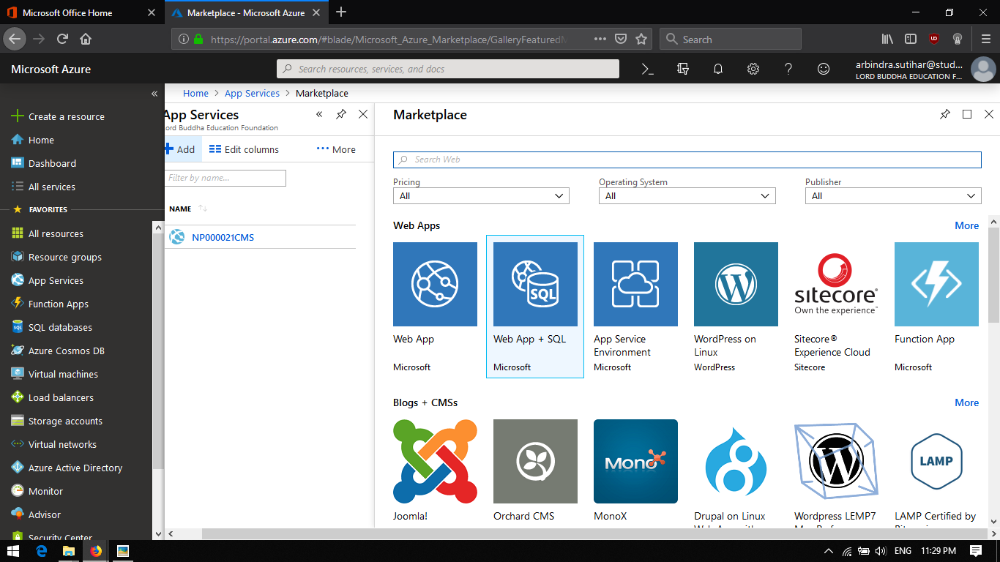 Microsoft Office Home
Marketplace - Microsoft Azure
https://portal.azure.com/#blade/Microsoft_Azure_Marketplace/GalleryFeatured
Search
Microsoft Azure
Search resources, services, and docs
arbindra.sutihar@stud...
LORD BUDDHA EDUCATION F...
Create a resource
Home
Dashboard
All services
FAVORITES
All resources
Resource groups
App Services
Function Apps
SQL databases
Azure Cosmos DB
Virtual machines
Load balancers
Storage accounts
Virtual networks
Azure Active Directory
Monitor
Advisor
Security Center
Home > App Services > Marketplace
App Services
Lord Buddha Education Foundation
Add
Edit columns
More
Filter by name...
NAME
NP000021CMS
Marketplace
Search Web
Pricing
Operating System
Publisher
All
All
All
Web Apps
More
SQL
sitecore®
Own the experience™
Web App
Web App + SQL
App Service Environment
WordPress on Linux
Sitecore® Experience Cloud
Function App
Microsoft
Microsoft
Microsoft
WordPress
Sitecore
Microsoft
Blogs + CMSs
More
MONO
LAMP
Joomla!
Orchard CMS
MonoX
Drupal on Linux
Wordpress LEMP7
LAMP Certified by
ENG
11:29 PM